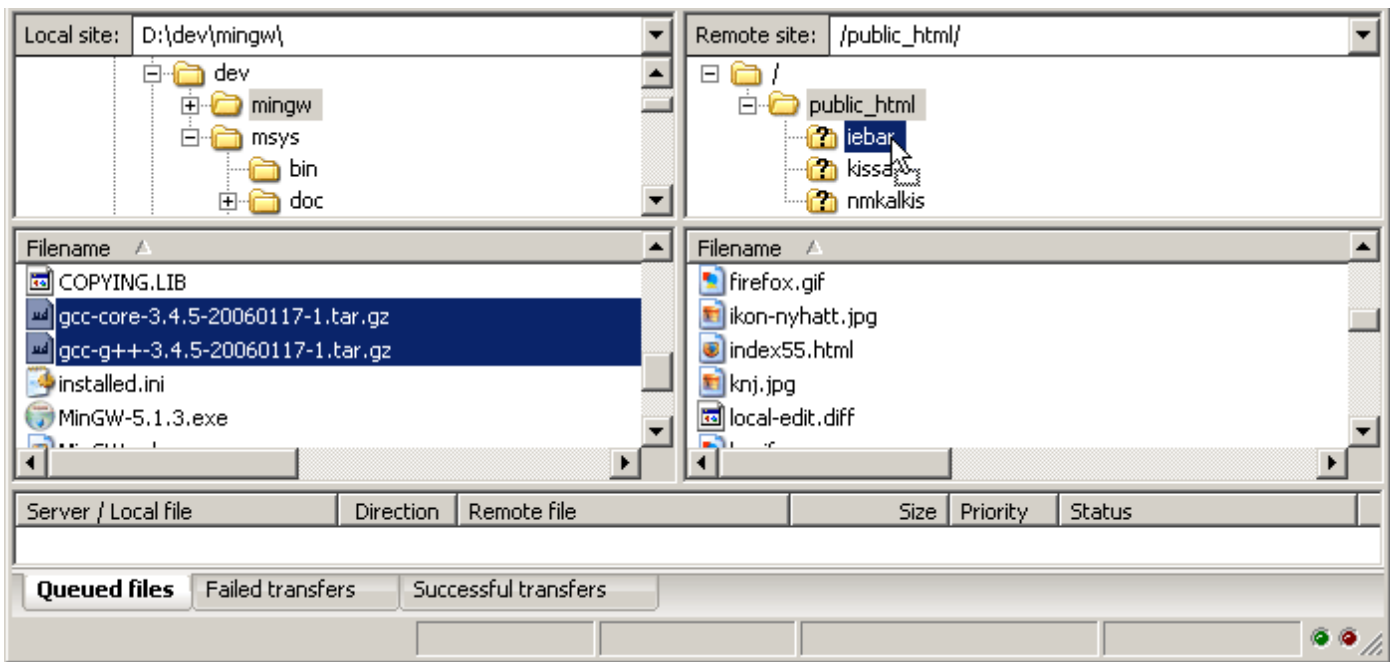 Local site: D:\dev\mingw\
dev
mingw
msys
bin
doc
Remote site: /public_html/
/
public_html
iebar
kissa
nmkalkis
Filename
COPYING.LIB
gcc-core-3.4.5-20060117-1.tar.gz
gcc-g++-3.4.5-20060117-1.tar.gz
installed.ini
MinGW-5.1.3.exe
Filename
firefox.gif
ikon-nyhatt.jpg
index55.html
knj.jpg
local-edit.diff
Server / Local file Direction Remote file Size Priority Status
Queued files Failed transfers Successful transfers